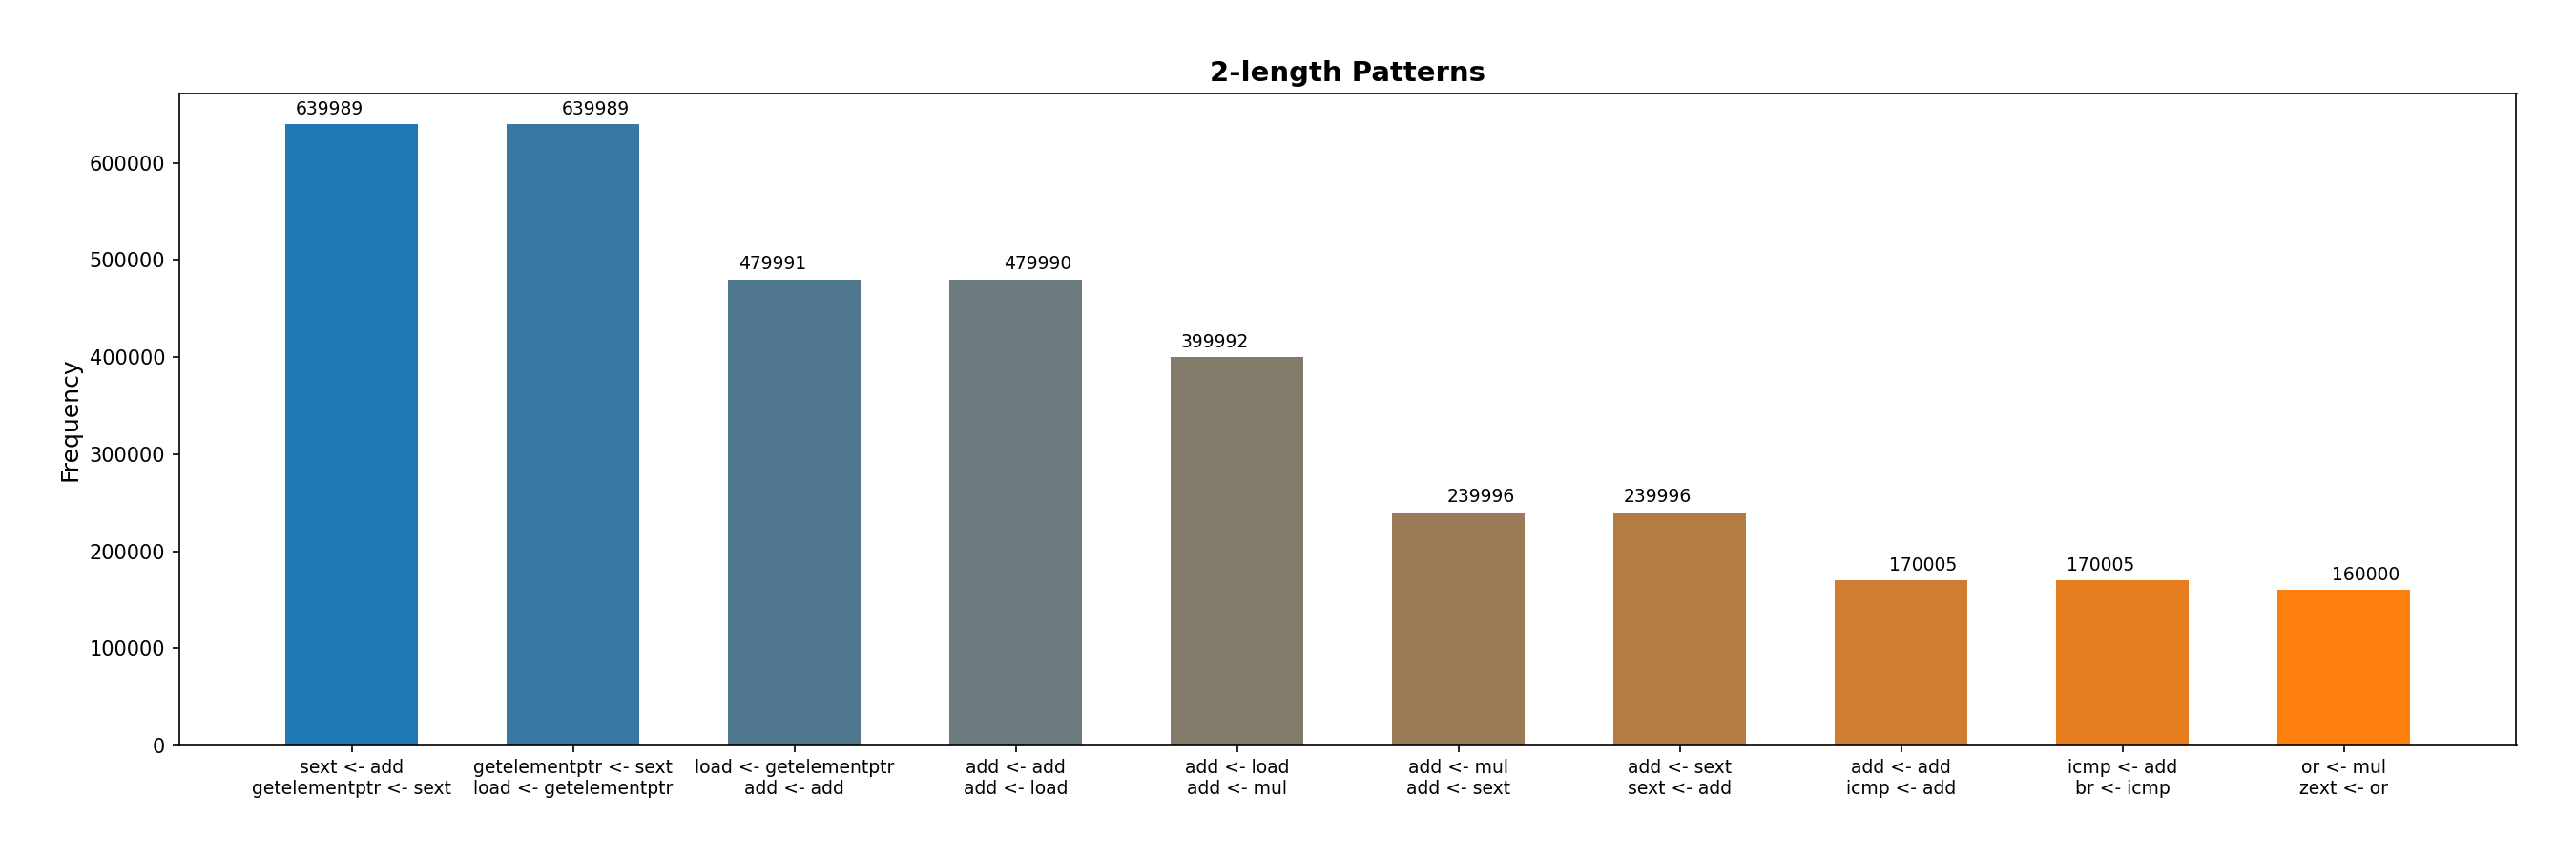 2-length Patterns
Frequency
600000
500000
400000
300000
200000
100000
0
639989
639989
479991
479990
399992
239996
239996
170005
170005
160000
sext <- add
getelementptr <- sext
getelementptr <- sext
load <- getelementptr
load <- getelementptr
add <- add
add <- add
add <- load
add <- load
add <- mul
add <- mul
add <- sext
add <- sext
sext <- add
add <- add
icmp <- add
icmp <- add
br <- icmp
or <- mul
zext <- or